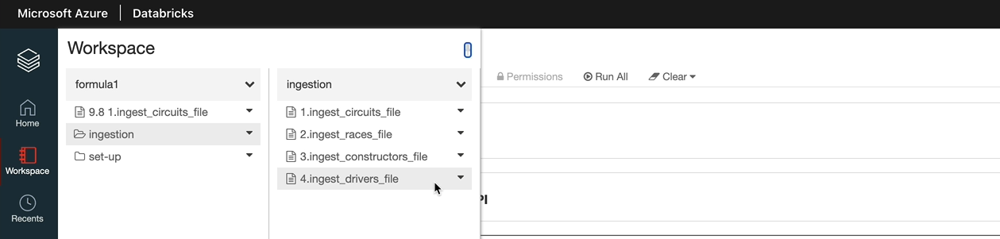 Microsoft Azure | Databricks
Workspace
formula1
9.8 1.ingest_circuits_file
ingestion
set-up
ingestion
1.ingest_circuits_file
2.ingest_races_file
3.ingest_constructors_file
4.ingest_drivers_file
Permissions Run All Clear
Home
Workspace
Recents
PI